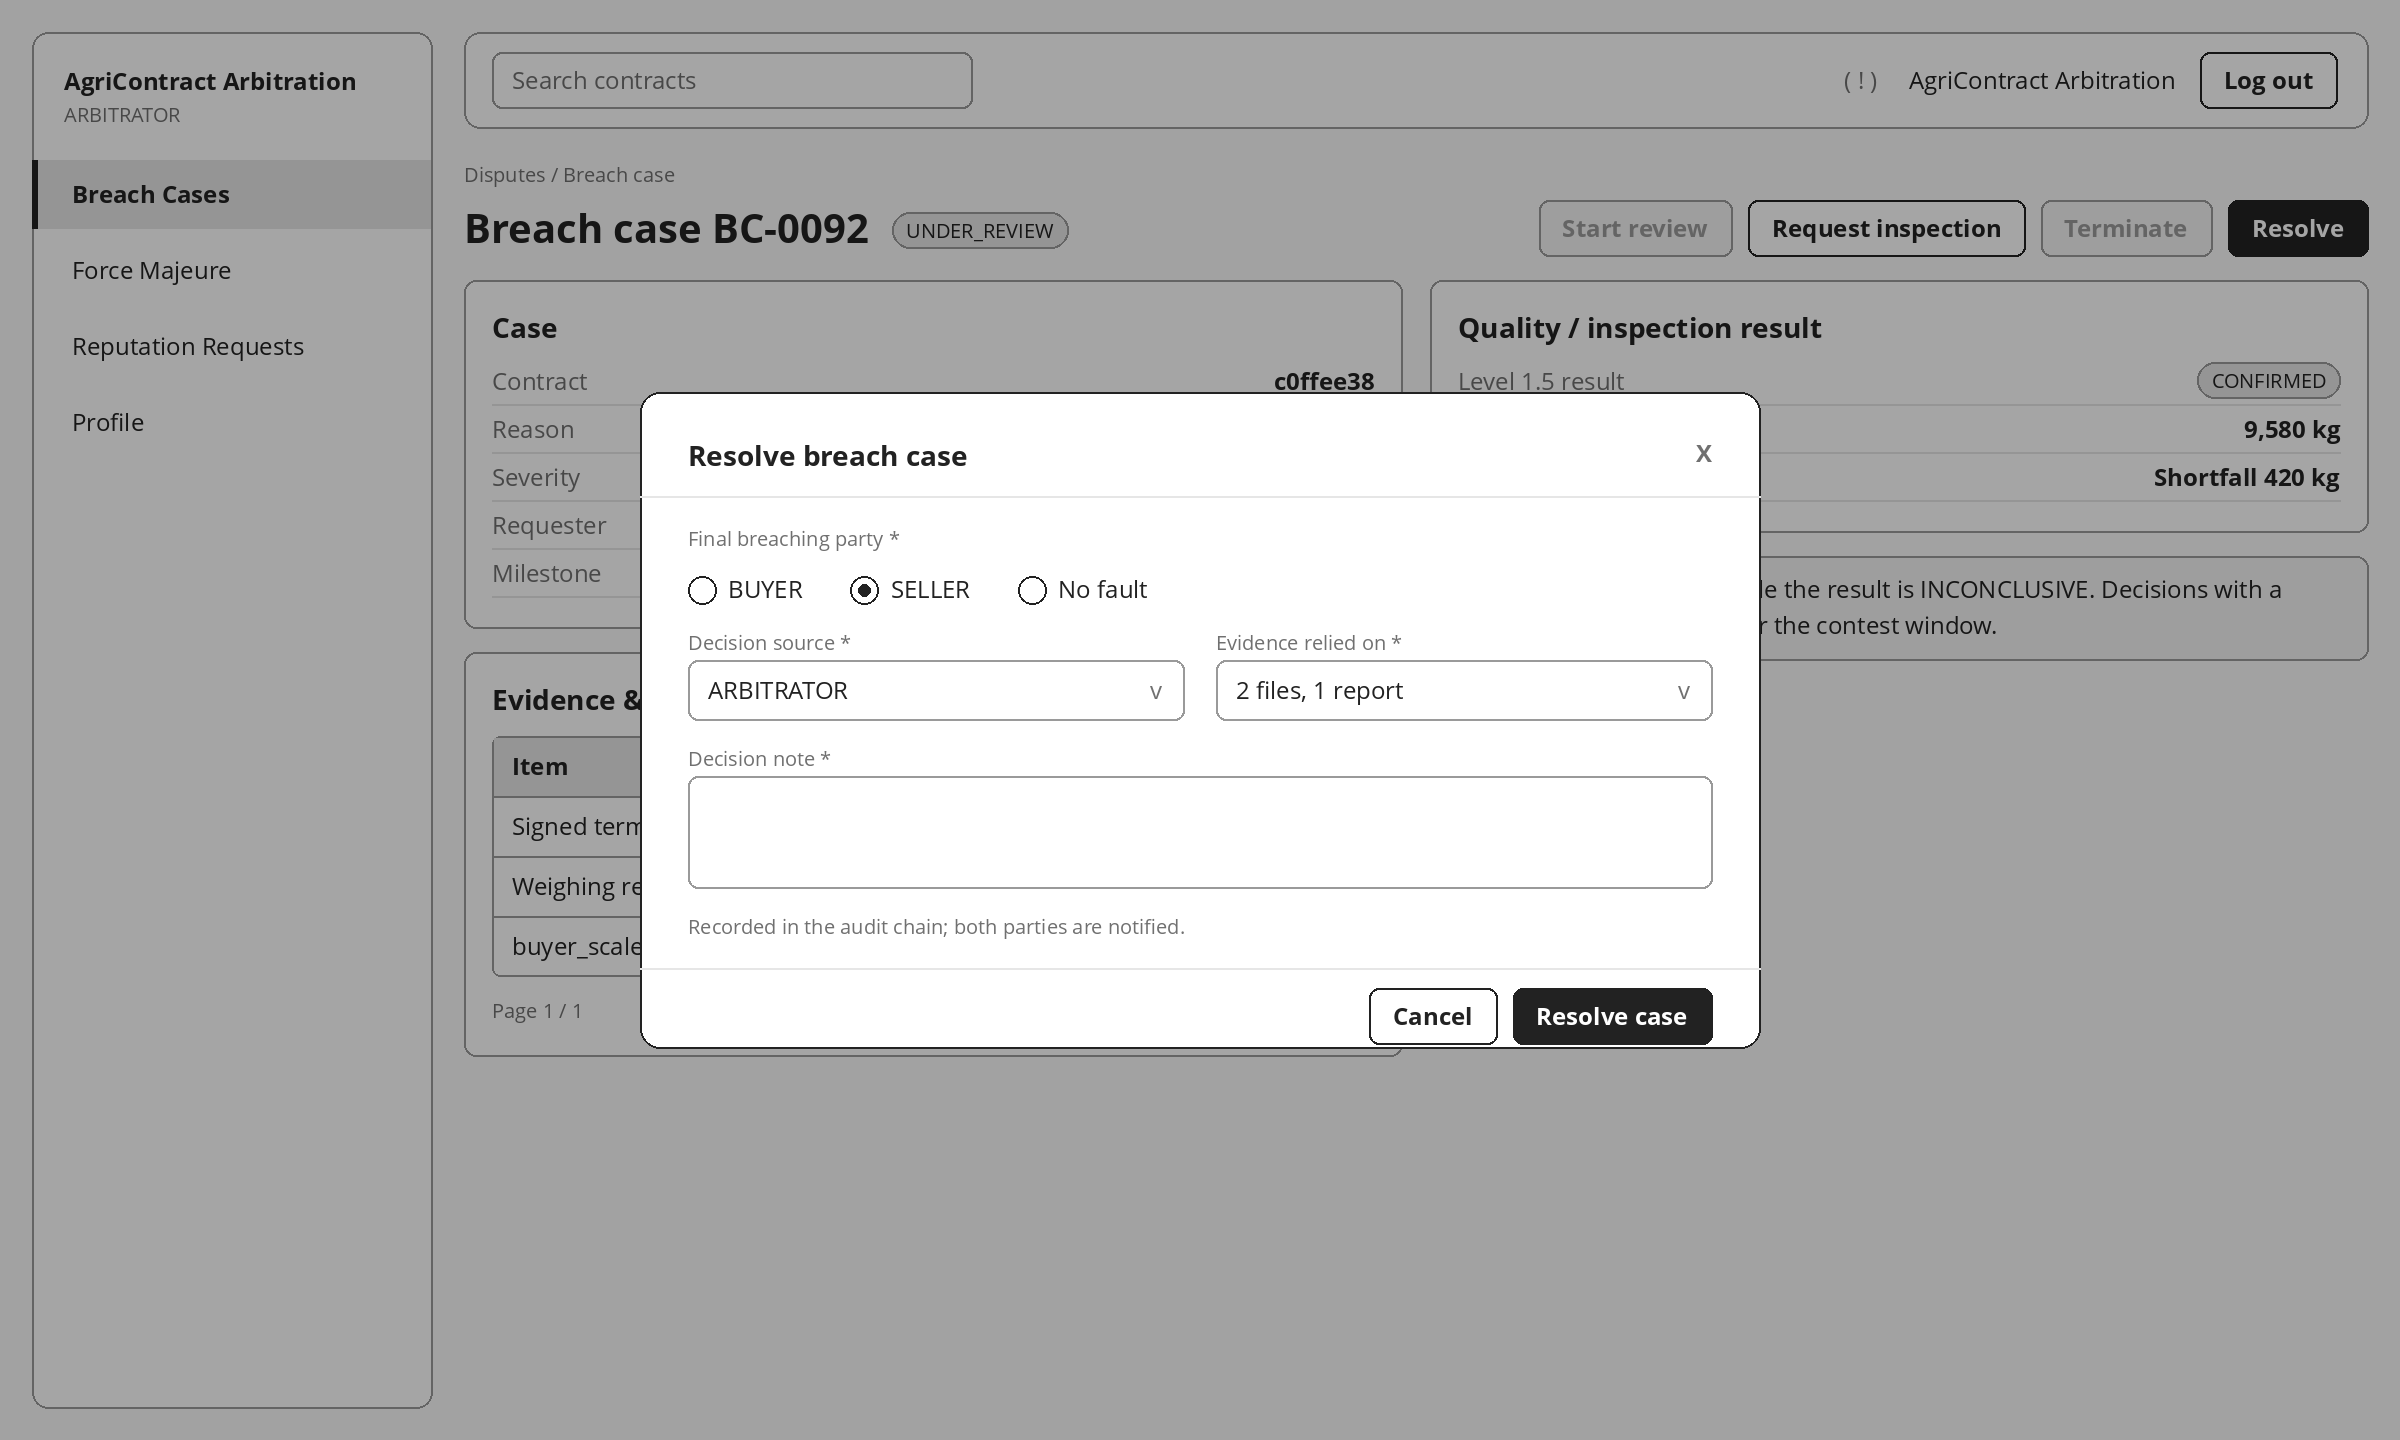 AgriContract Arbitration
ARBITRATOR
Breach Cases
Force Majeure
Reputation Requests
Profile
Search contracts
( ! ) AgriContract Arbitration Log out
Disputes / Breach case
Breach case BC-0092 UNDER_REVIEW Start review Request inspection Terminate Resolve
Case
Contract c0ffee38
Reason
Severity
Requester
Milestone
Quality / inspection result
Level 1.5 result CONFIRMED
9,580 kg
Shortfall 420 kg
the result is INCONCLUSIVE. Decisions with a
the contest window.
Evidence &
Item
Signed
Weighing
Page 1 / 1
Resolve breach case X
Final breaching party *
BUYER SELLER No fault
Decision source * Evidence relied on *
ARBITRATOR v 2 files, 1 report v
Decision note *
Recorded in the audit chain; both parties are notified.
Cancel Resolve case